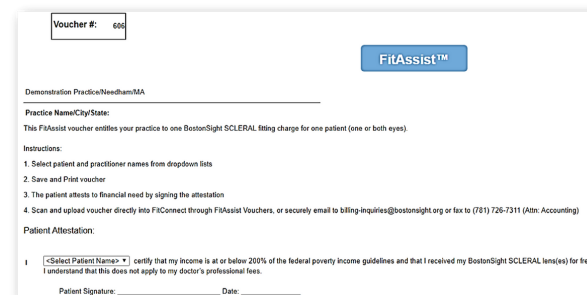 Voucher #: 606
FitAssist™
Demonstration Practice/Needham/MA
Practice Name/City/State:
This FitAssist voucher entitles your practice to one BostonSight SCLERAL fitting charge for one patient (one or both eyes).
Instructions:
1. Select patient and practitioner names from dropdown lists
2. Save and Print voucher
3. The patient attests to financial need by signing the attestation
4. Scan and upload voucher directly into FitConnect through FitAssist Vouchers, or securely email to billing-inquiries@bostonsight.org or fax to (781) 726-7311 (Attn: Accounting)
Patient Attestation:
I <Select Patient Name> ▼ certify that my income is at or below 200% of the federal poverty income guidelines and that I received my BostonSight SCLERAL lens(es) for fre
I understand that this does not apply to my doctor's professional fees.
Patient Signature: ____________________ Date: ____________________